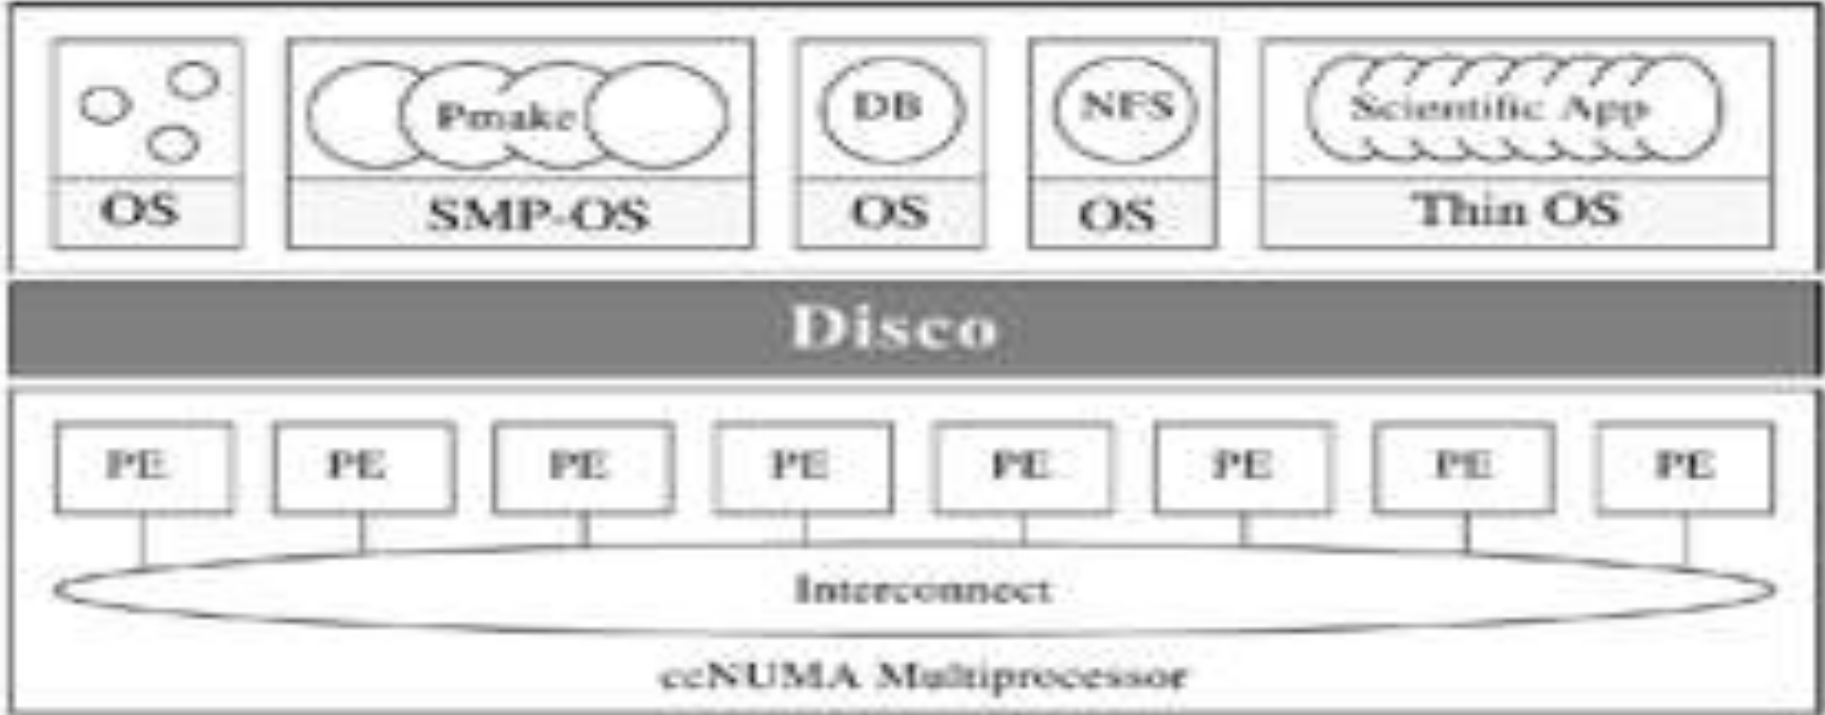 Pmake DB NFS Scientific App
OS SMP-OS OS OS Thin OS
Disco
PE PE PE PE PE PE PE PE
Interconnect
ccNUMA Multiprocessor